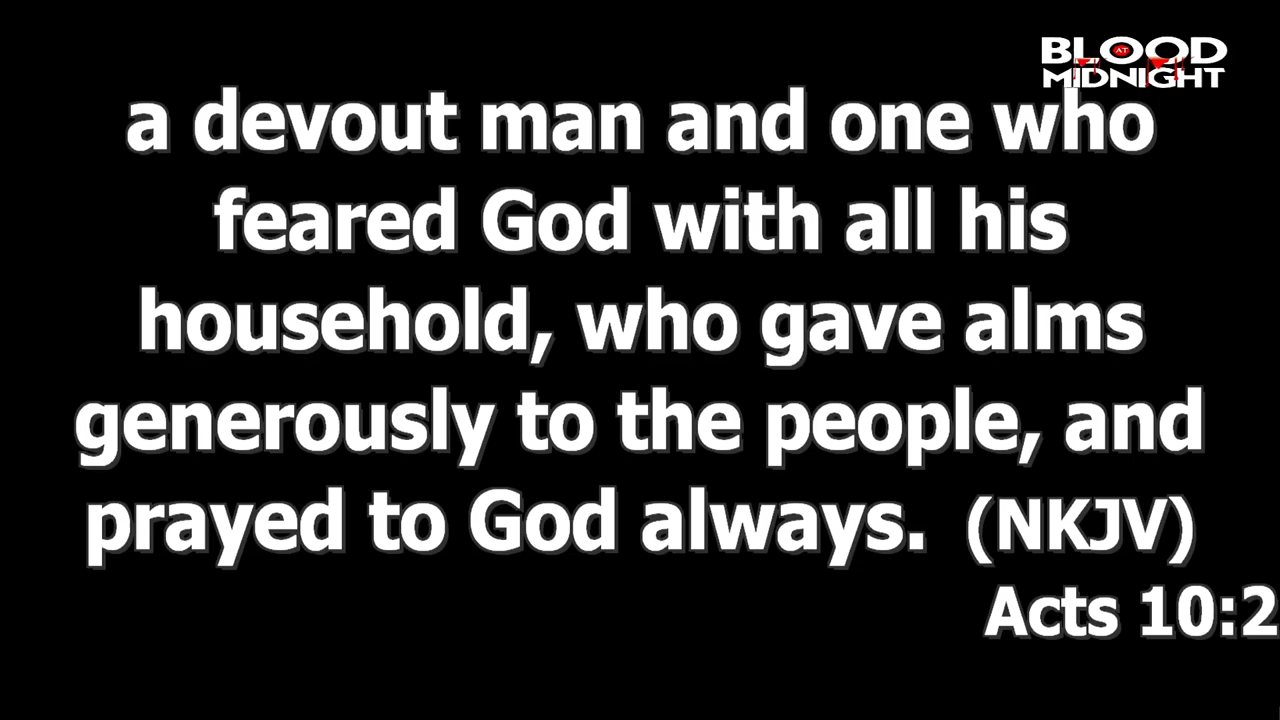 BLOOD
AT
MIDNIGHT
a devout man and one who
feared God with all his
household, who gave alms
generously to the people, and
prayed to God always. (NKJV)
Acts 10:2